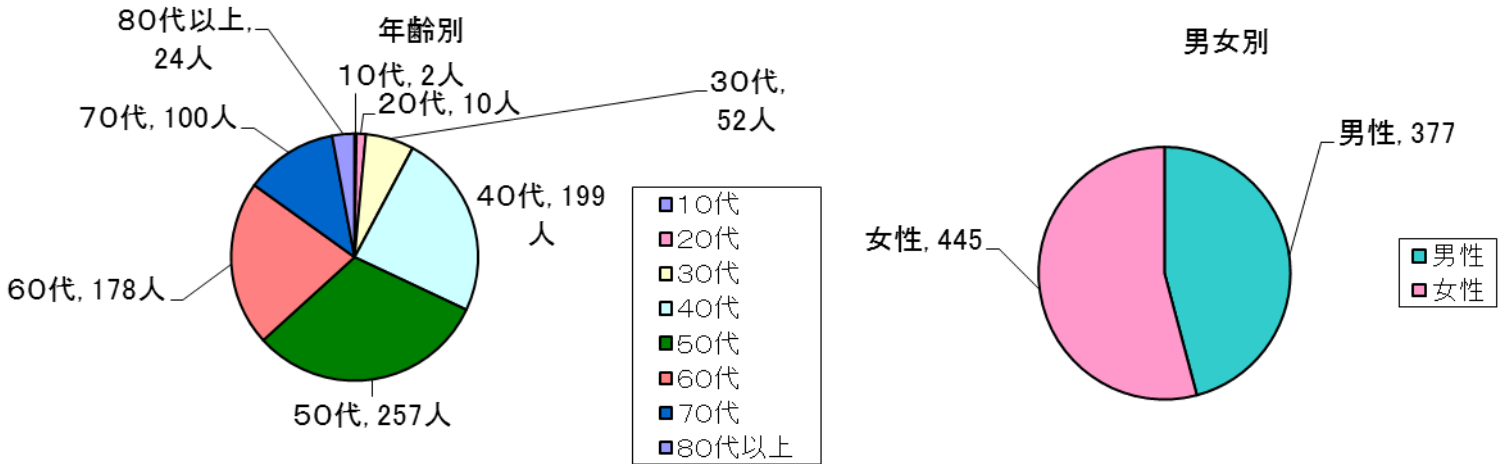 年齢別
80代以上,
24人
10代, 2人
20代, 10人
30代,
52人
70代, 100人
40代, 199
人
60代, 178人
50代, 257人
10代
20代
30代
40代
50代
60代
70代
80代以上
男女別
男性, 377
女性, 445
男性
女性